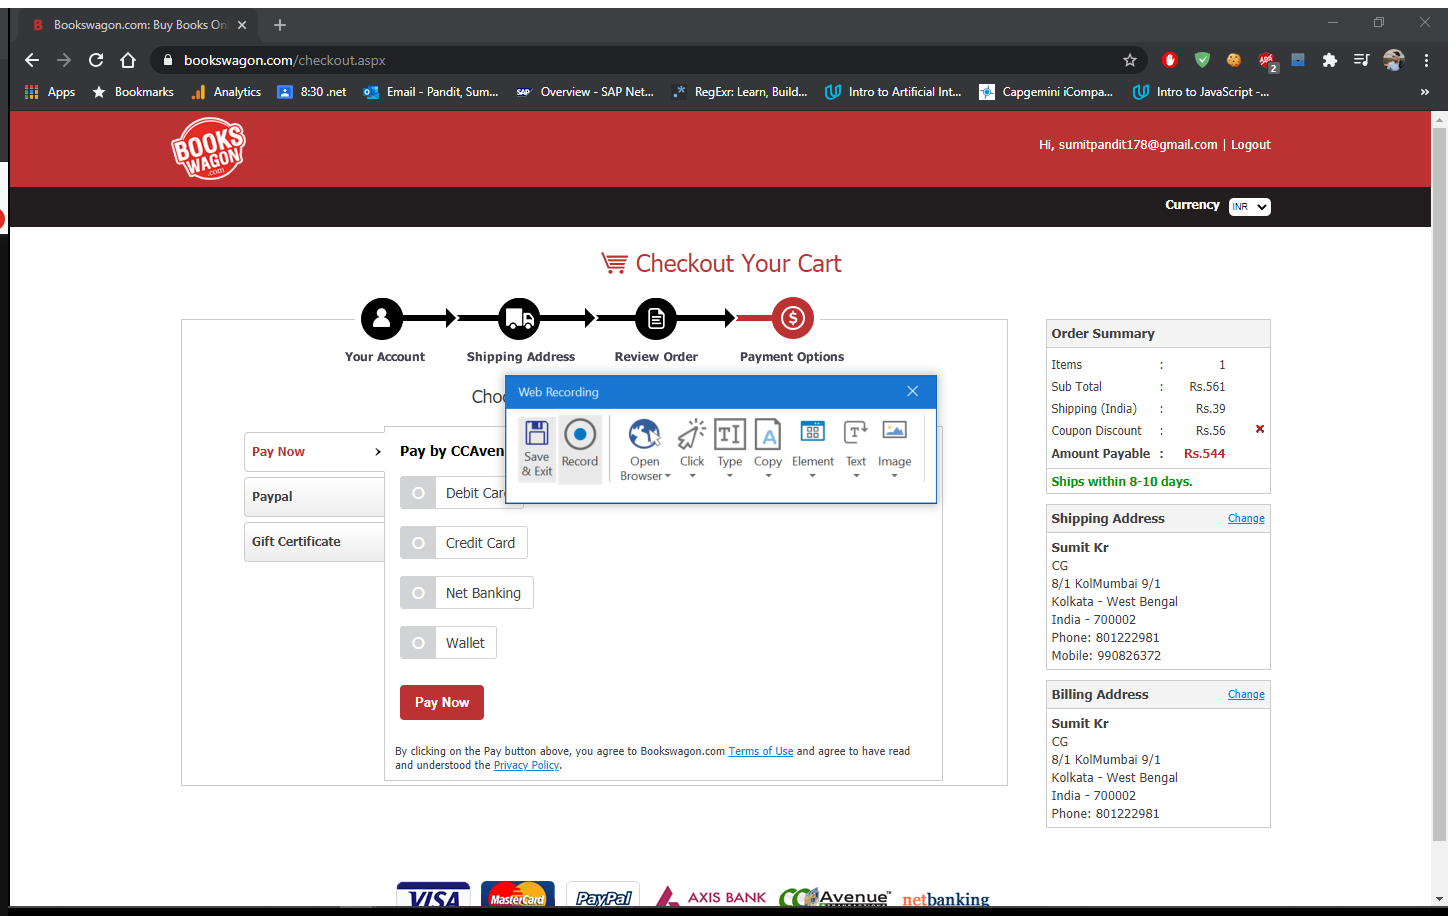 Bookswagon.com: Buy Books On
bookswagon.com/checkout.aspx
2
Apps
Bookmarks
Analytics
8:30 .net
Email - Pandit, Sum...
SAP
Overview - SAP Net...
RegExr: Learn, Build...
Intro to Artificial Int...
Capgemini iCompa...
Intro to JavaScript -...
»
BOOKS
WAGON
.com
Hi, sumitpandit178@gmail.com | Logout
Currency INR
Checkout Your Cart
Your Account
Shipping Address
Review Order
Payment Options
Choo
Web Recording
Save
& Exit
Record
Open
Browser
Click
Type
Copy
Element
Text
Image
Pay Now
Paypal
Gift Certificate
Pay by CCAven
Debit Car
Credit Card
Net Banking
Wallet
Pay Now
By clicking on the Pay button above, you agree to Bookswagon.com Terms of Use and agree to have read
and understood the Privacy Policy.
Order Summary
Items : 1
Sub Total : Rs.561
Shipping (India) : Rs.39
Coupon Discount : Rs.56
Amount Payable : Rs.544
Ships within 8-10 days.
Shipping Address Change
Sumit Kr
CG
8/1 KolMumbai 9/1
Kolkata - West Bengal
India - 700002
Phone: 801222981
Mobile: 990826372
Billing Address Change
Sumit Kr
CG
8/1 KolMumbai 9/1
Kolkata - West Bengal
India - 700002
Phone: 801222981
VISA
MasterCard
PayPal
AXIS BANK
CCAvenue
netbanking